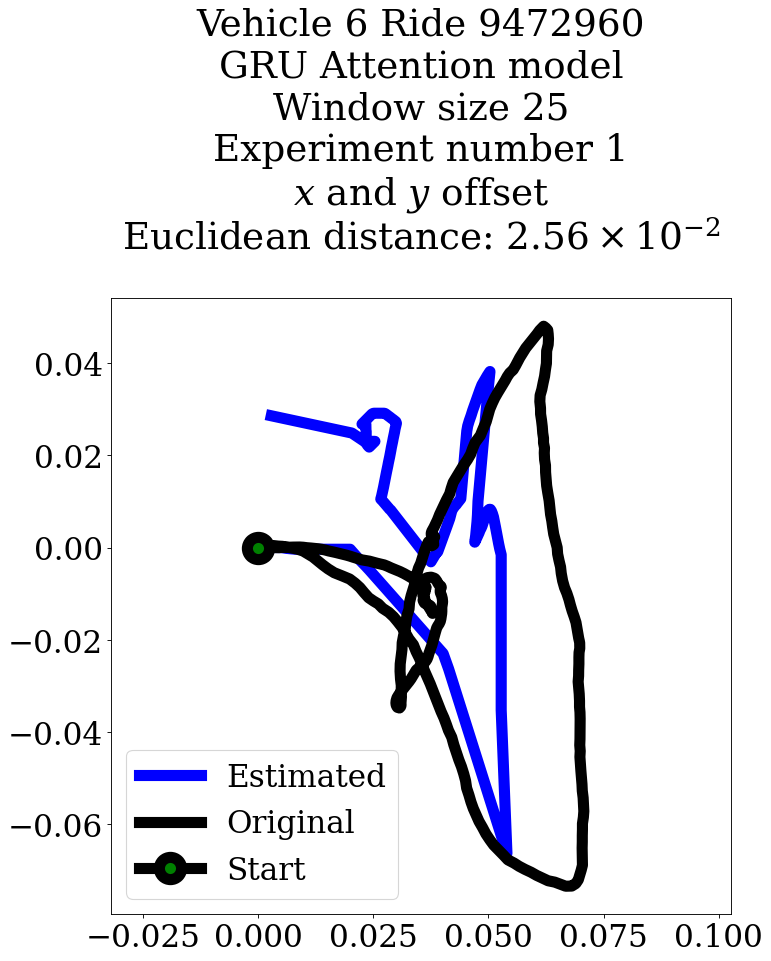 Vehicle 6 Ride 9472960
GRU Attention model
Window size 25
Experiment number 1
x and y offset
Euclidean distance: 2.56 × 10⁻²
0.04
0.02
0.00
−0.02
−0.04
−0.06
Estimated
Original
Start
−0.025 0.000 0.025 0.050 0.075 0.100